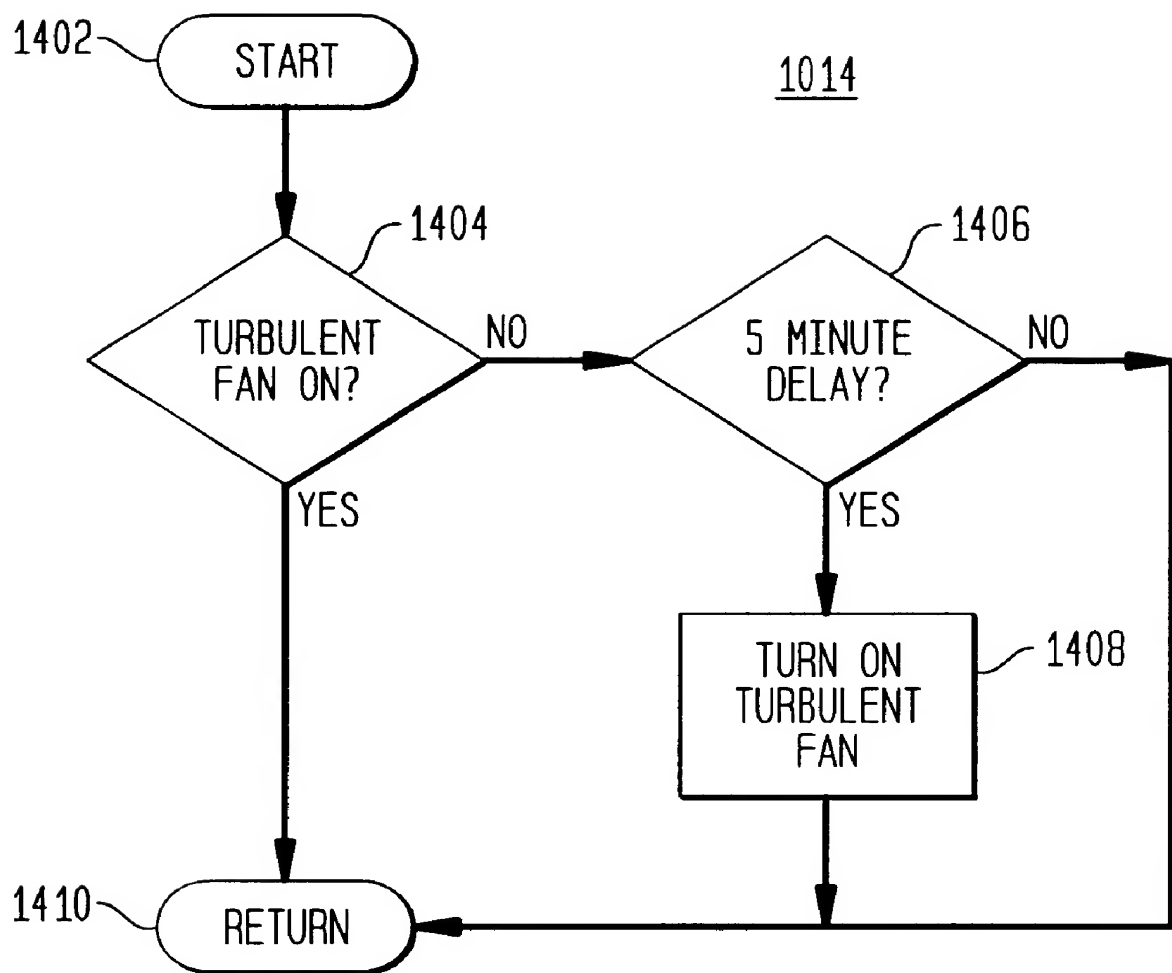 1402
START
1014
1404
1406
TURBULENT
FAN ON?
NO
5 MINUTE
DELAY?
NO
YES
YES
TURN ON
TURBULENT
FAN
1408
1410
RETURN